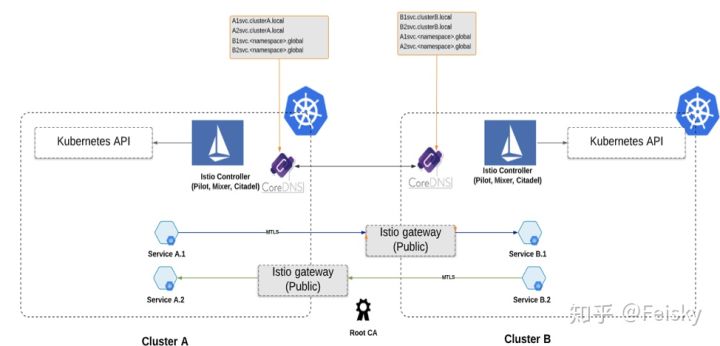 A1svc.clusterA.local
A2svc.clusterA.local
B1svc.<namespace>.global
B2svc.<namespace>.global
B1svc.clusterB.local
B2svc.clusterB.local
A1svc.<namespace>.global
A2svc.<namespace>.global
Kubernetes API
Istio Controller
(Pilot, Mixer, Citadel)
CoreDNS
CoreDNS
Istio Controller
(Pilot, Mixer, Citadel)
Kubernetes API
Service A.1
MTLS
Istio gateway
(Public)
Service B.1
Service A.2
Istio gateway
(Public)
MTLS
Service B.2
Root CA
Cluster A
Cluster B
知乎 @Feisky